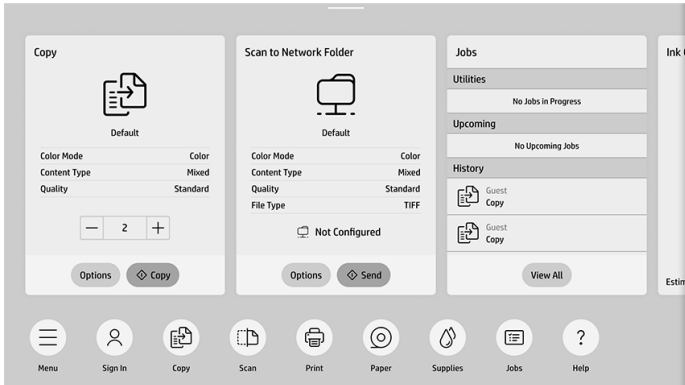 Copy
Default
Color Mode Color
Content Type Mixed
Quality Standard
2
Options Copy
Scan to Network Folder
Default
Color Mode Color
Content Type Mixed
Quality Standard
File Type TIFF
Not Configured
Options Send
Jobs
Utilities
No Jobs in Progress
Upcoming
No Upcoming Jobs
History
Guest
Copy
Guest
Copy
View All
Ink
Menu Sign In Copy Scan Print Paper Supplies Jobs Help
?